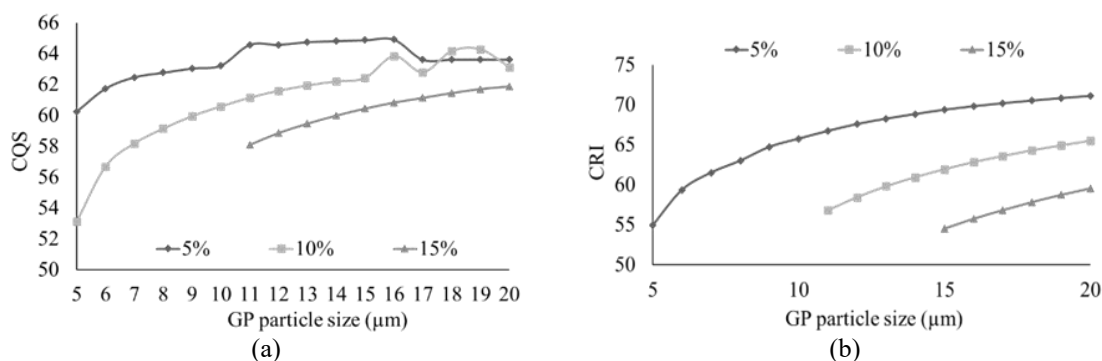 CQS
66
64
62
60
58
56
54
52
50
5% 10% 15%
5 6 7 8 9 10 11 12 13 14 15 16 17 18 19 20
GP particle size (μm)
(a)
5% 10% 15%
CRI
75
70
65
60
55
50
5 10 15 20
GP particle size (μm)
(b)